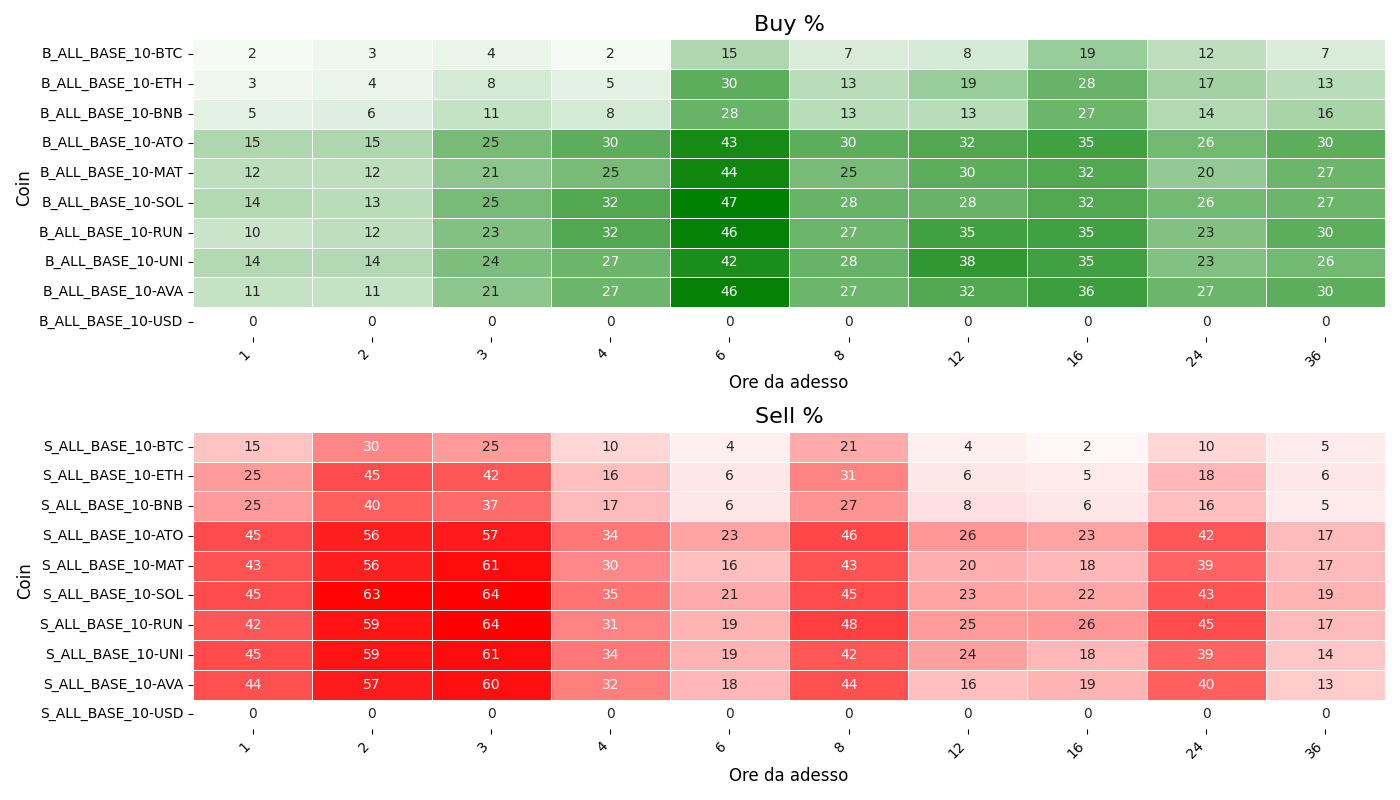 Buy %
Coin
B_ALL_BASE_10-BTC 2 3 4 2 15 7 8 19 12 7
B_ALL_BASE_10-ETH 3 4 8 5 30 13 19 28 17 13
B_ALL_BASE_10-BNB 5 6 11 8 28 13 13 27 14 16
B_ALL_BASE_10-ATO 15 15 25 30 43 30 32 35 26 30
B_ALL_BASE_10-MAT 12 12 21 25 44 25 30 32 20 27
B_ALL_BASE_10-SOL 14 13 25 32 47 28 28 32 26 27
B_ALL_BASE_10-RUN 10 12 23 32 46 27 35 35 23 30
B_ALL_BASE_10-UNI 14 14 24 27 42 28 38 35 23 26
B_ALL_BASE_10-AVA 11 11 21 27 46 27 32 36 27 30
B_ALL_BASE_10-USD 0 0 0 0 0 0 0 0 0 0
1 2 3 4 6 8 12 16 24 36
Ore da adesso
Sell %
Coin
S_ALL_BASE_10-BTC 15 30 25 10 4 21 4 2 10 5
S_ALL_BASE_10-ETH 25 45 42 16 6 31 6 5 18 6
S_ALL_BASE_10-BNB 25 40 37 17 6 27 8 6 16 5
S_ALL_BASE_10-ATO 45 56 57 34 23 46 26 23 42 17
S_ALL_BASE_10-MAT 43 56 61 30 16 43 20 18 39 17
S_ALL_BASE_10-SOL 45 63 64 35 21 45 23 22 43 19
S_ALL_BASE_10-RUN 42 59 64 31 19 48 25 26 45 17
S_ALL_BASE_10-UNI 45 59 61 34 19 42 24 18 39 14
S_ALL_BASE_10-AVA 44 57 60 32 18 44 16 19 40 13
S_ALL_BASE_10-USD 0 0 0 0 0 0 0 0 0 0
1 2 3 4 6 8 12 16 24 36
Ore da adesso